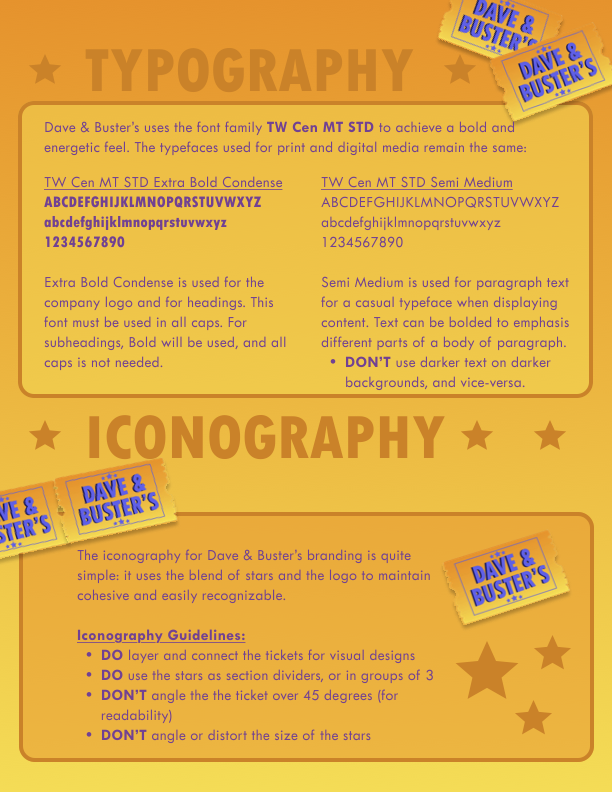 DAVE &
BUSTER'S
DAVE &
BUSTER'S
TYPOGRAPHY
Dave & Buster's uses the font family TW Cen MT STD to achieve a bold and
energetic feel. The typefaces used for print and digital media remain the same:
TW Cen MT STD Extra Bold Condense
ABCDEFGHIJKLMNOPQRSTUVWXYZ
abcdefghijklmnopqrstuvwxyz
1234567890
Extra Bold Condense is used for the
company logo and for headings. This
font must be used in all caps. For
subheadings, Bold will be used, and all
caps is not needed.
TW Cen MT STD Semi Medium
ABCDEFGHIJKLMNOPQRSTUVWXYZ
abcdefghijklmnopqrstuvwxyz
1234567890
Semi Medium is used for paragraph text
for a casual typeface when displaying
content. Text can be bolded to emphasis
different parts of a body of paragraph.
• DON'T use darker text on darker
backgrounds, and vice-versa.
ICONOGRAPHY
VE &
STER'S
DAVE &
BUSTER'S
The iconography for Dave & Buster's branding is quite
simple: it uses the blend of stars and the logo to maintain
cohesive and easily recognizable.
Iconography Guidelines:
• DO layer and connect the tickets for visual designs
• DO use the stars as section dividers, or in groups of 3
• DON'T angle the the ticket over 45 degrees (for
readability)
• DON'T angle or distort the size of the stars
DAVE &
BUSTER'S